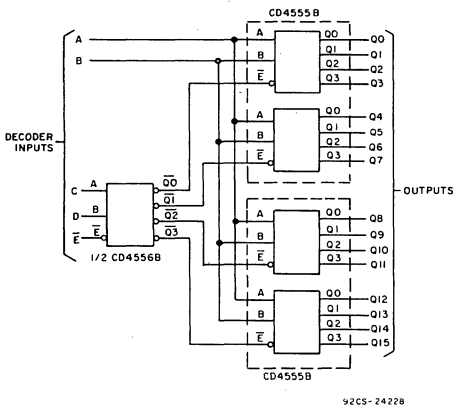 CD4555B
A
B
DECODER
INPUTS
C
D
E̅
A
B
E̅
Q̅0
Q̅1
Q̅2
Q̅3
1/2 CD4556B
A
B
E̅
Q0
Q1
Q2
Q3
Q0
Q1
Q2
Q3
A
B
E̅
Q0
Q1
Q2
Q3
Q4
Q5
Q6
Q7
OUTPUTS
A
B
E̅
Q0
Q1
Q2
Q3
Q8
Q9
Q10
Q11
A
B
E̅
Q0
Q1
Q2
Q3
Q12
Q13
Q14
Q15
CD4555B
92CS-24228